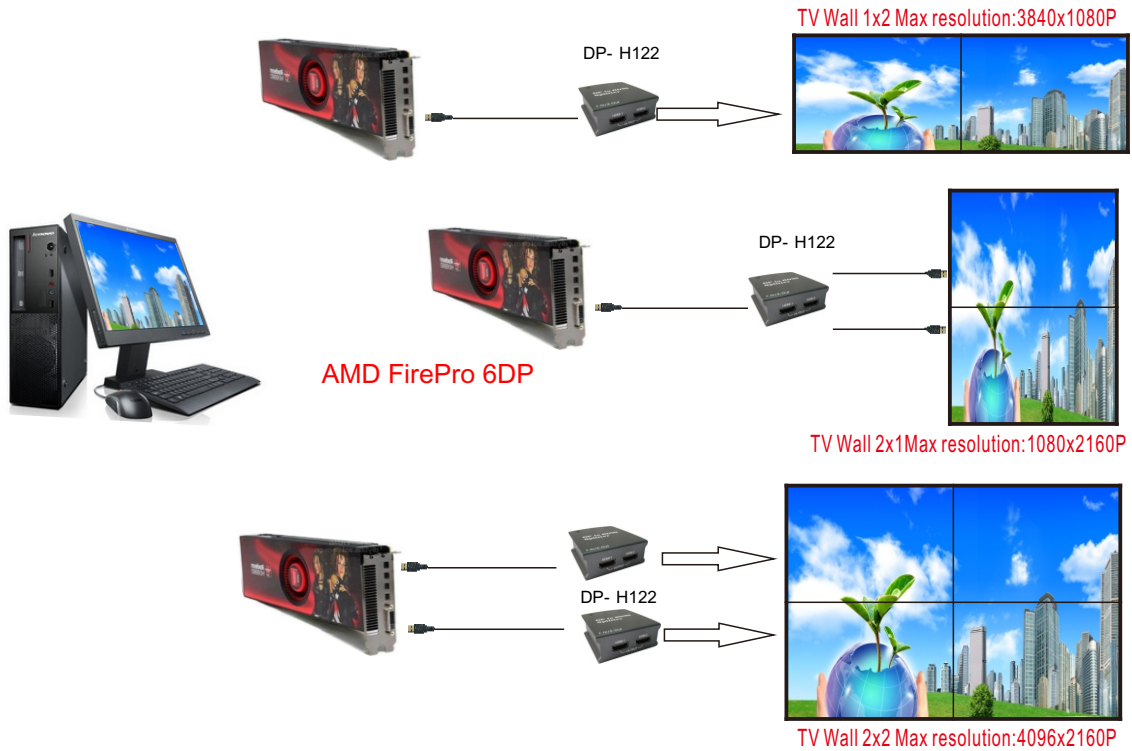 TV Wall 1x2 Max resolution:3840x1080P
DP- H122
DP- H122
AMD FirePro 6DP
TV Wall 2x1Max resolution:1080x2160P
DP- H122
TV Wall 2x2 Max resolution:4096x2160P